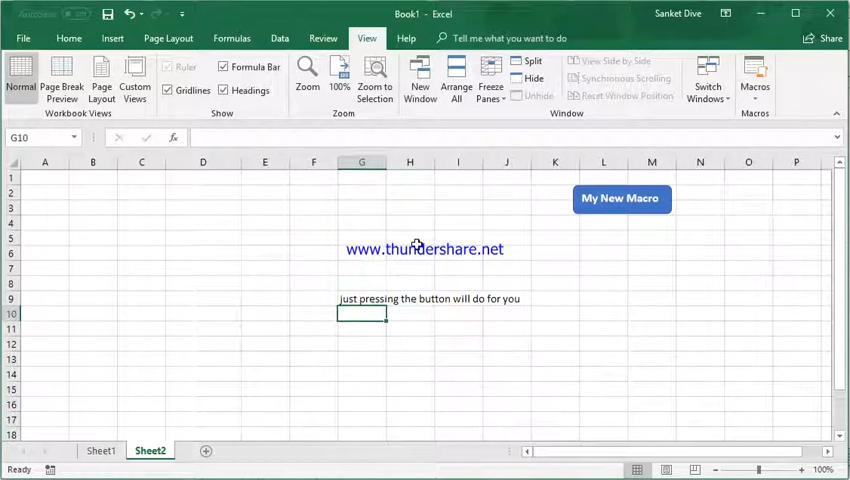 AutoSave Off Book1 - Excel Sanket Dive
File Home Insert Page Layout Formulas Data Review View Help Tell me what you want to do Share
Normal Page Break Preview Page Layout Custom Views
Ruler Formula Bar
Gridlines Headings
Zoom 100% Zoom to Selection
New Window Arrange All Freeze Panes
Split
Hide
Unhide
View Side by Side
Synchronous Scrolling
Reset Window Position
Switch Windows Macros
Workbook Views Show Zoom Window Macros
G10 fx
A B C D E F G H I J K L M N O P
1
2
My New Macro
3
4
5
6
www.thundershare.net
7
8
9 just pressing the button will do for you
10
11
12
13
14
15
16
17
18
Sheet1 Sheet2
Ready 100%